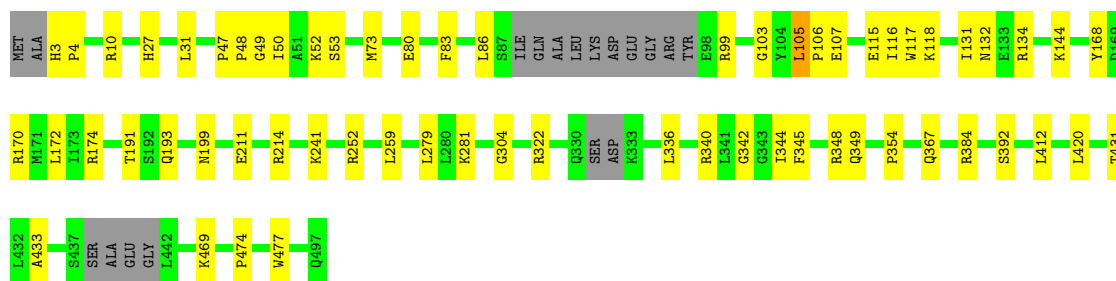 MET ALA H3 P4 R10 H27 L31 P47 P48 G49 I50 A51 K52 S53 M73 E80 F83 L86 S87 ILE GLN ALA LEU LYS ASP GLU GLY ARG TYR E98 R99 G103 Y104 L105 P106 E107 E115 I116 W117 K118 I131 N132 E133 R134 K144 Y168 D169
R170 M171 L172 I173 R174 T191 S192 Q193 N199 E211 R214 K241 R252 L259 L279 L280 K281 G304 R322 Q330 SER ASP K333 L336 R340 L341 G342 G343 I344 F345 R348 Q349 P354 Q367 R384 S392 L412 L420 T431
L432 A433 S437 SER ALA GLU GLY L442 K469 P474 W477 Q497